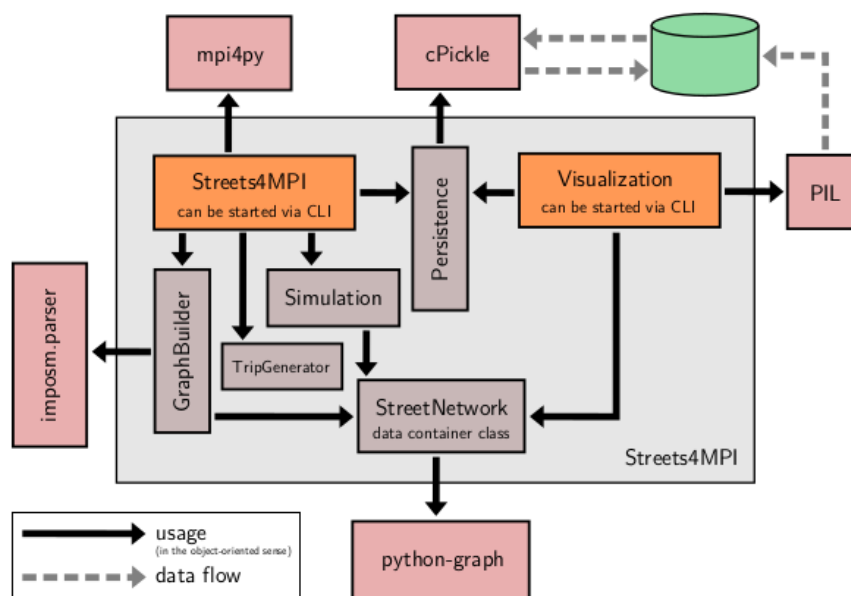 mpi4py
cPickle
Streets4MPI
can be started via CLI
Persistence
Visualization
can be started via CLI
PIL
imposm.parser
GraphBuilder
Simulation
TripGenerator
StreetNetwork
data container class
Streets4MPI
usage
(in the object-oriented sense)
data flow
python-graph